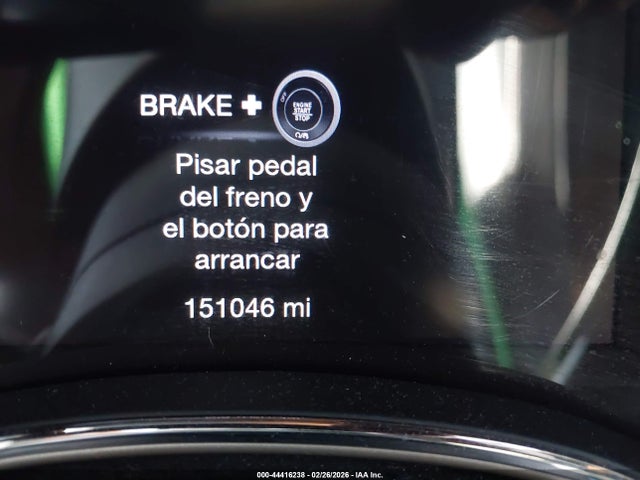 BRAKE +
OFF
ENGINE
START
STOP
Pisar pedal
del freno y
el botón para
arrancar
151046 mi
000-44416238 - 02/26/2026 - IAA Inc.